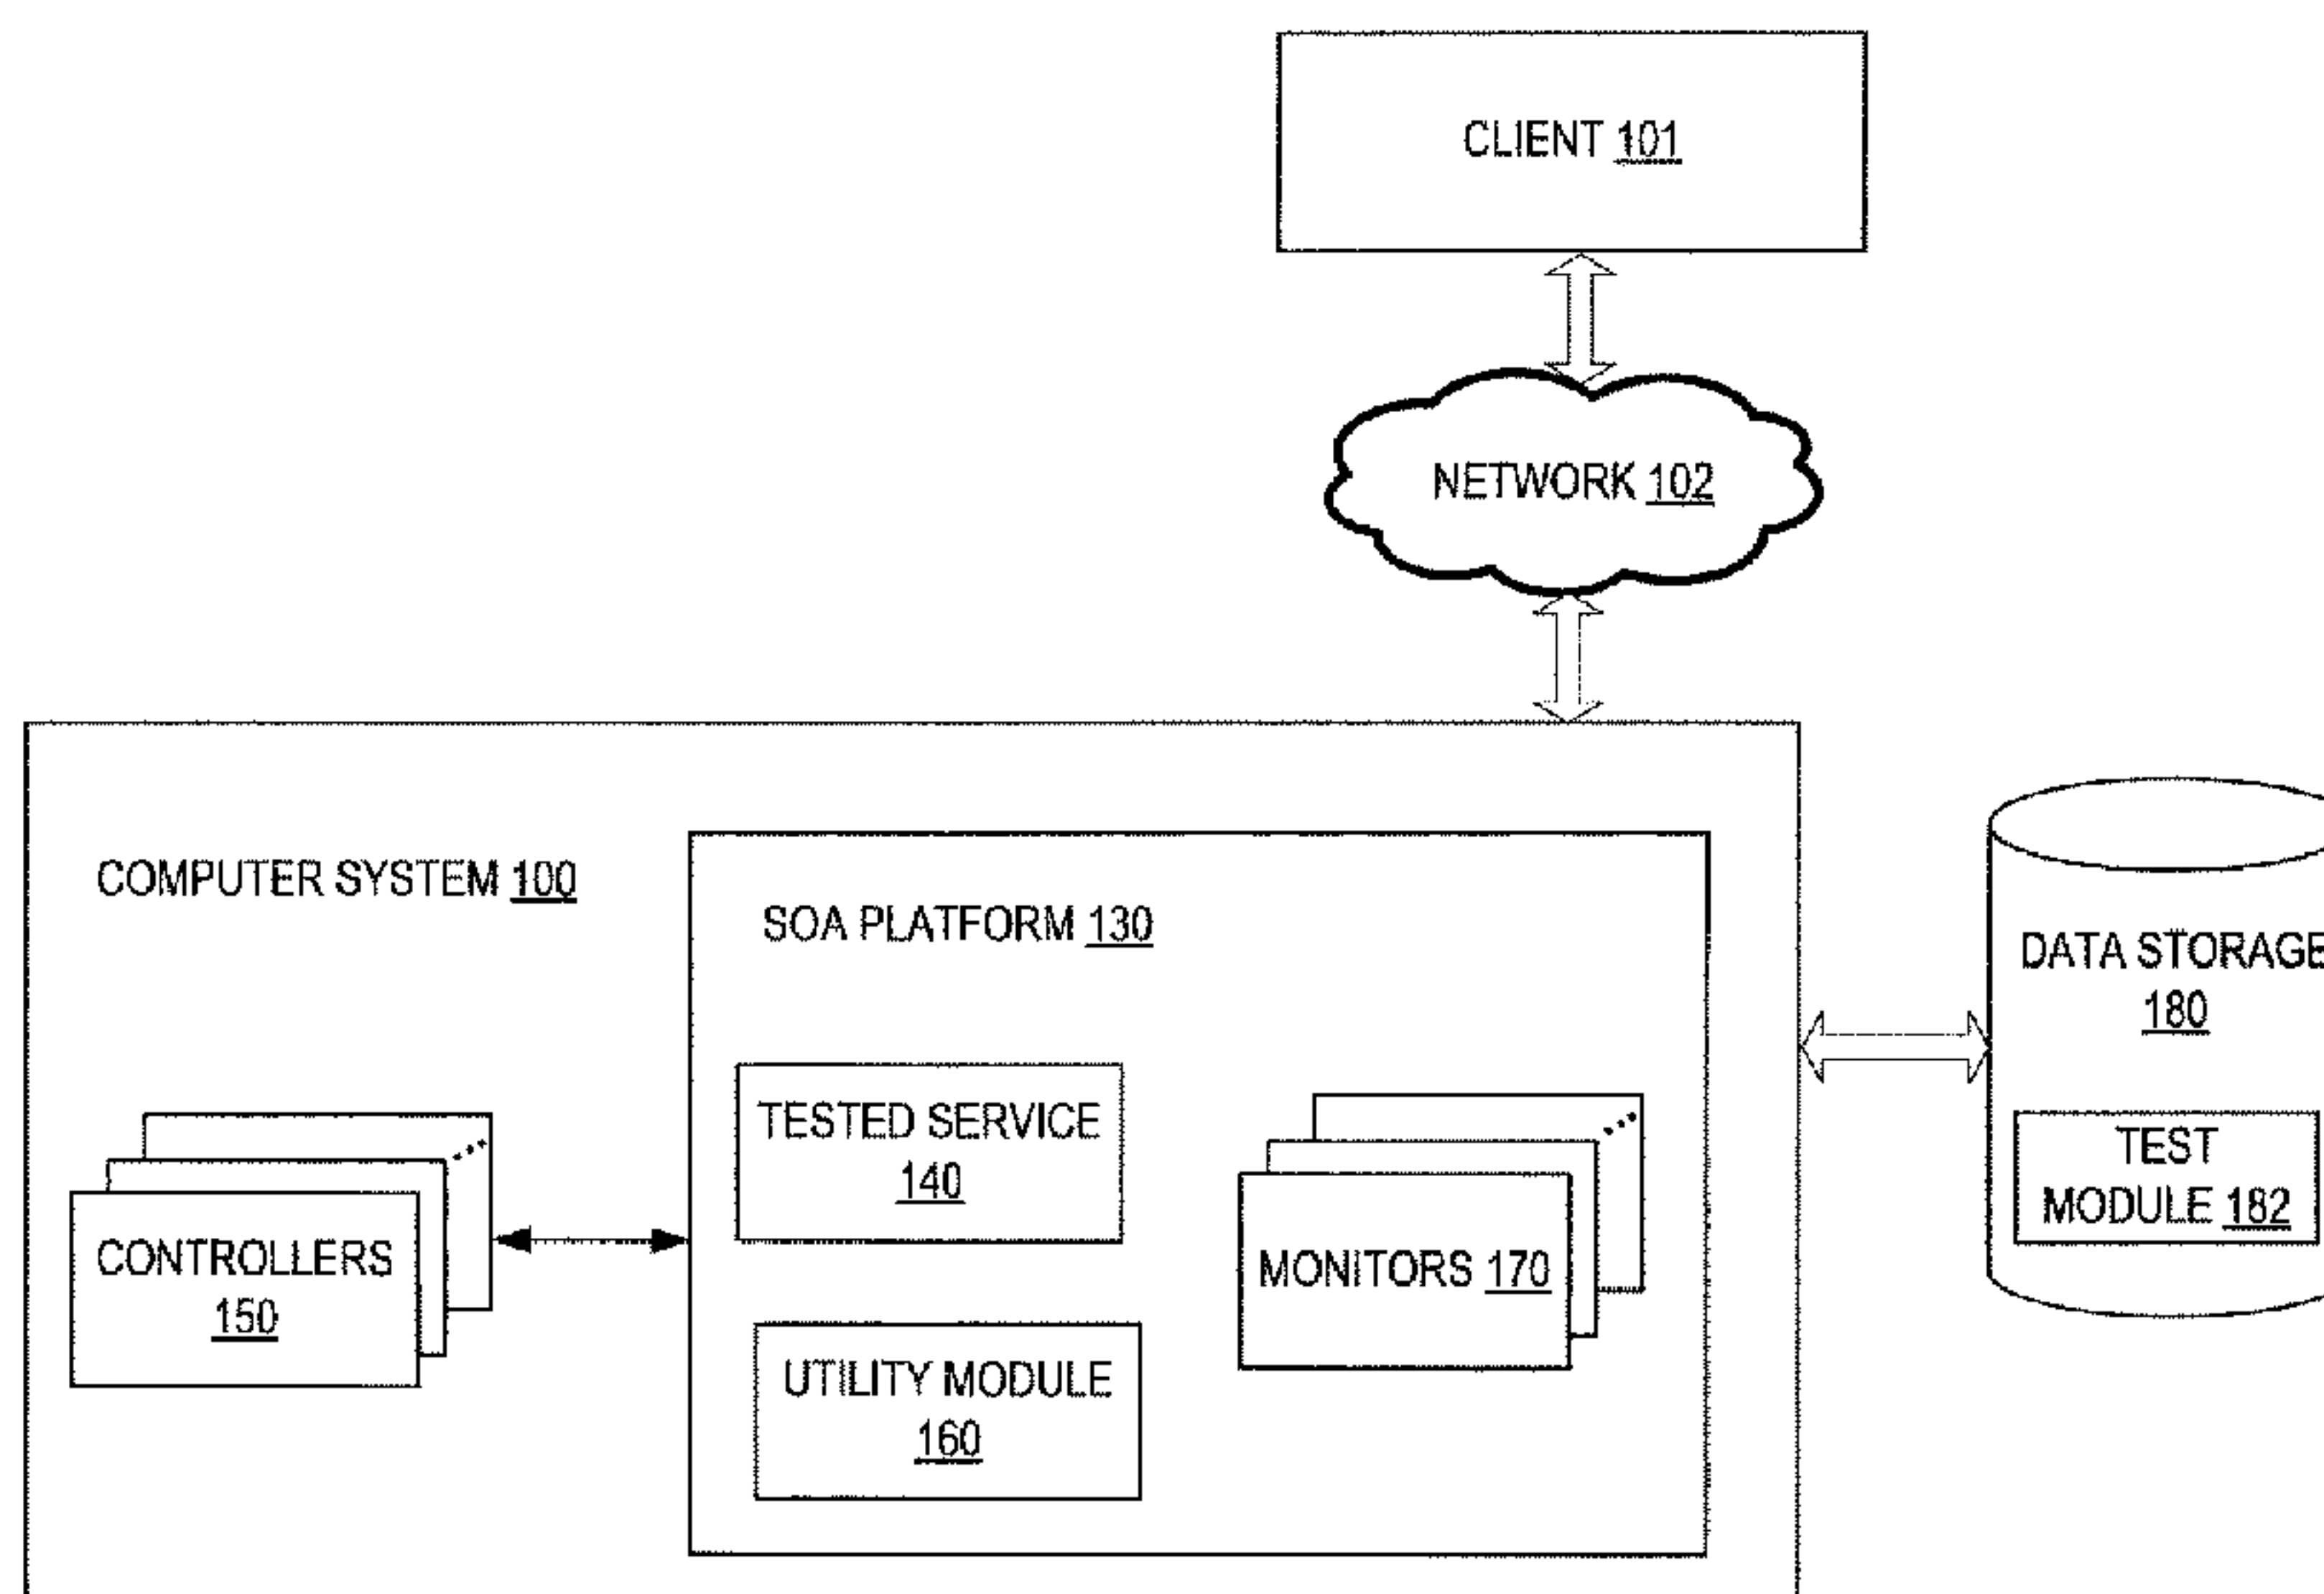 CLIENT 101
NETWORK 102
COMPUTER SYSTEM 100
SOA PLATFORM 130
DATA STORAGE
180
TESTED SERVICE
140
TEST
MODULE 182
CONTROLLERS
150
MONITORS 170
UTILITY MODULE
160